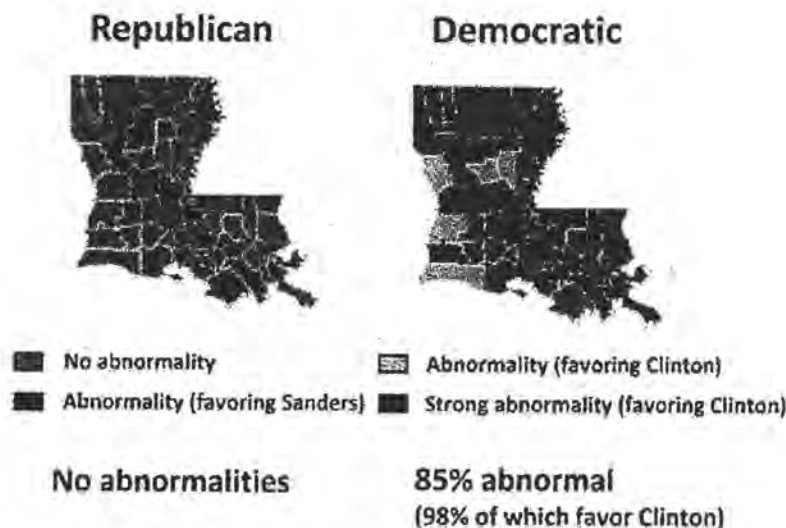 Republican
Democratic
No abnormality
Abnormality (favoring Sanders)
Abnormality (favoring Clinton)
Strong abnormality (favoring Clinton)
No abnormalities
85% abnormal
(98% of which favor Clinton)